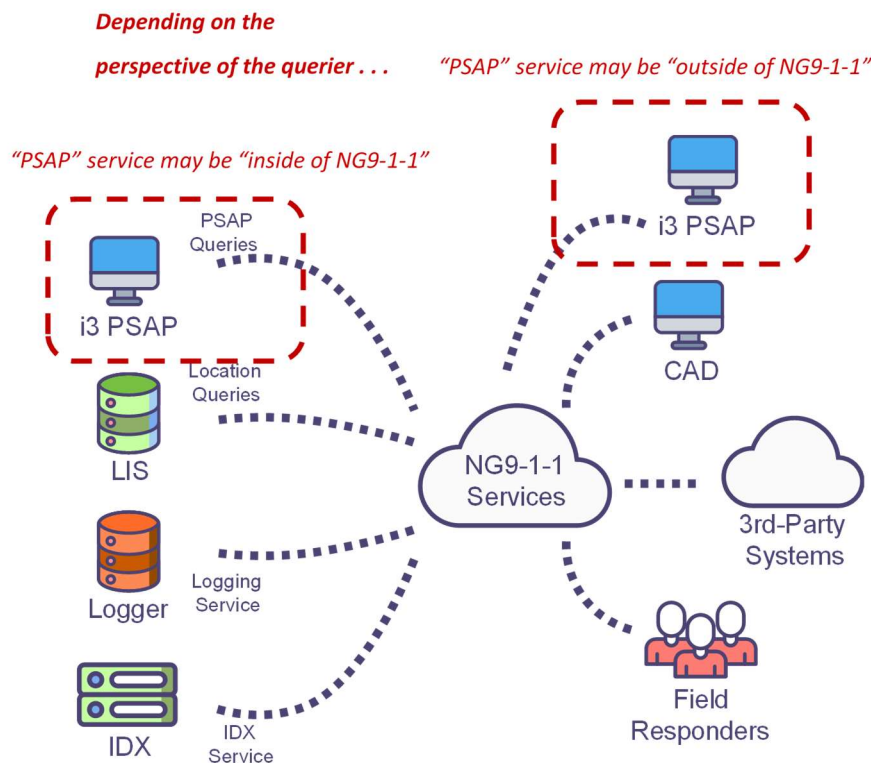 Depending on the
perspective of the querier . . .
“PSAP” service may be “outside of NG9-1-1”
“PSAP” service may be “inside of NG9-1-1”
PSAP
Queries
i3 PSAP
i3 PSAP
CAD
Location
Queries
LIS
NG9-1-1
Services
3rd-Party
Systems
Logging
Service
Logger
Field
Responders
IDX
Service
IDX